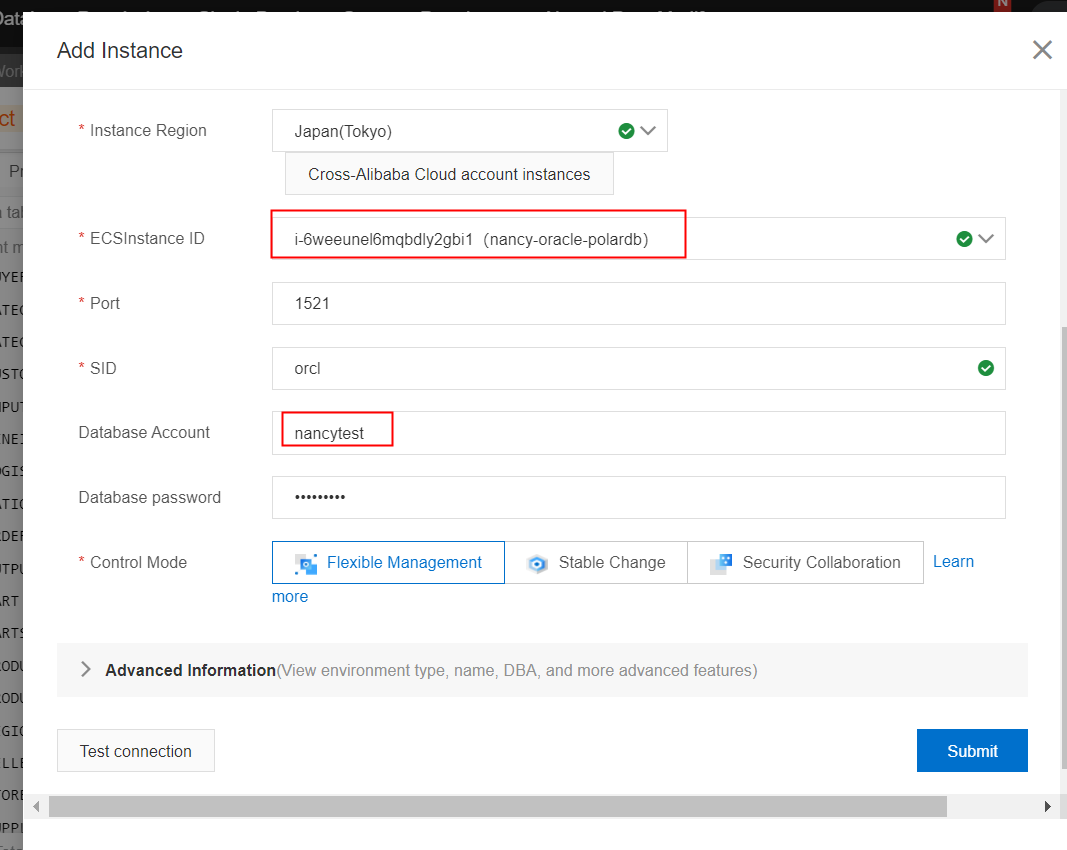 Add Instance
* Instance Region
Japan(Tokyo)
Cross-Alibaba Cloud account instances
* ECSInstance ID
i-6weeunel6mqbdly2gbi1（nancy-oracle-polardb）
* Port
1521
* SID
orcl
Database Account
nancytest
Database password
•••••••••
* Control Mode
Flexible Management
Stable Change
Security Collaboration
Learn
more
Advanced Information(View environment type, name, DBA, and more advanced features)
Test connection
Submit